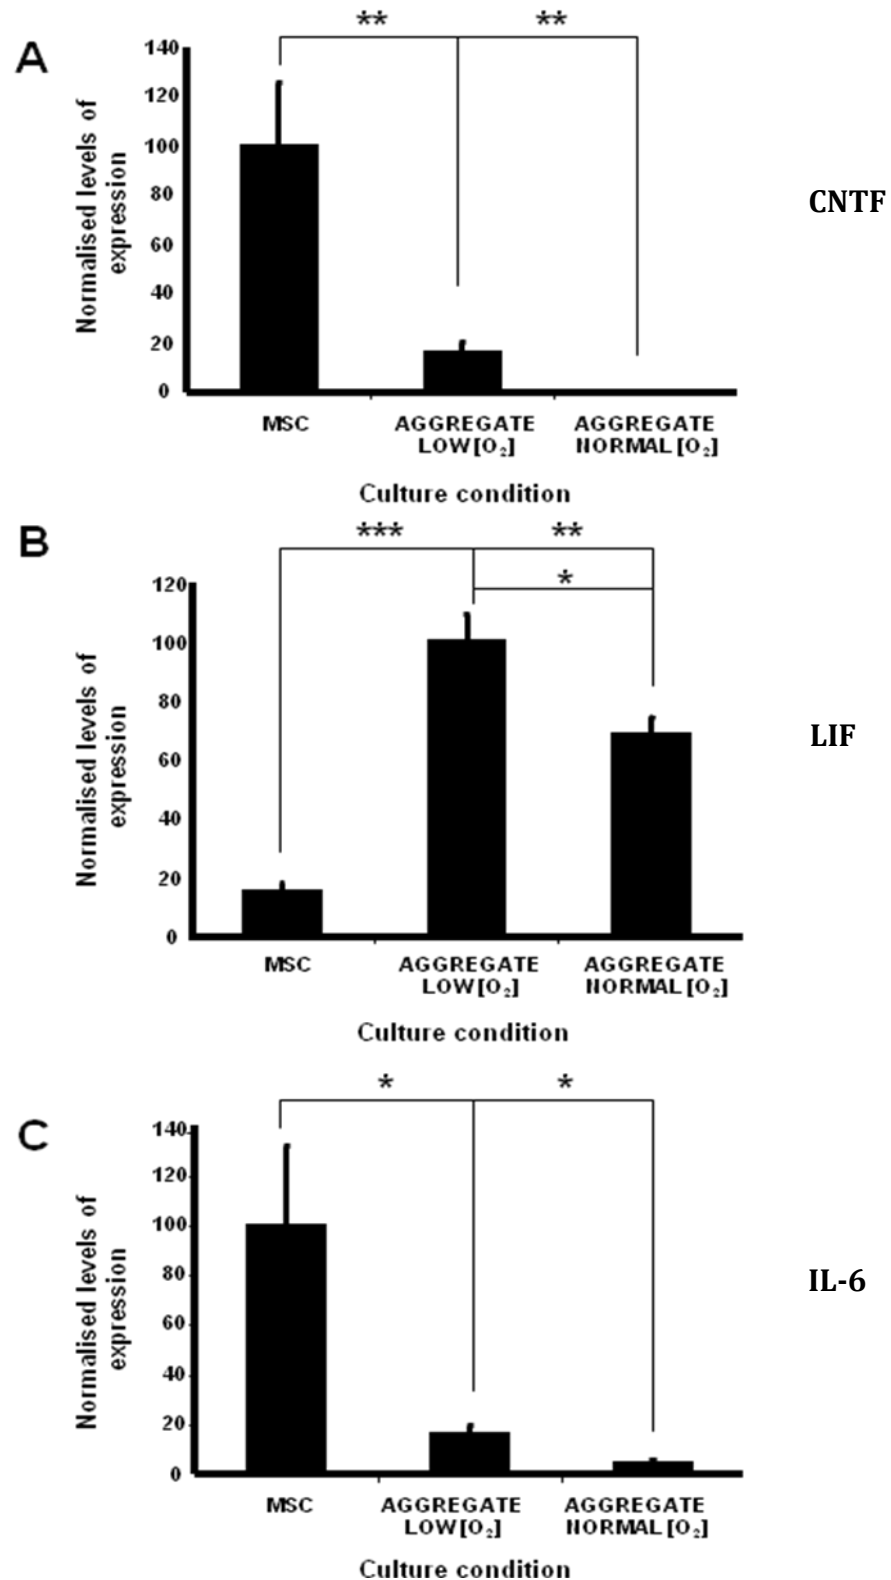 A
**
**
140
120
100
80
60
40
20
0
Normalised levels of
expression
CNTF
MSC
AGGREGATE
LOW[O₂]
AGGREGATE
NORMAL[O₂]
Culture condition
B
***
**
*
120
100
80
60
40
20
0
Normalised levels of
expression
LIF
MSC
AGGREGATE
LOW[O₂]
AGGREGATE
NORMAL[O₂]
Culture condition
C
*
*
140
120
100
80
60
40
20
0
Normalised levels of
expression
IL-6
MSC
AGGREGATE
LOW[O₂]
AGGREGATE
NORMAL[O₂]
Culture condition